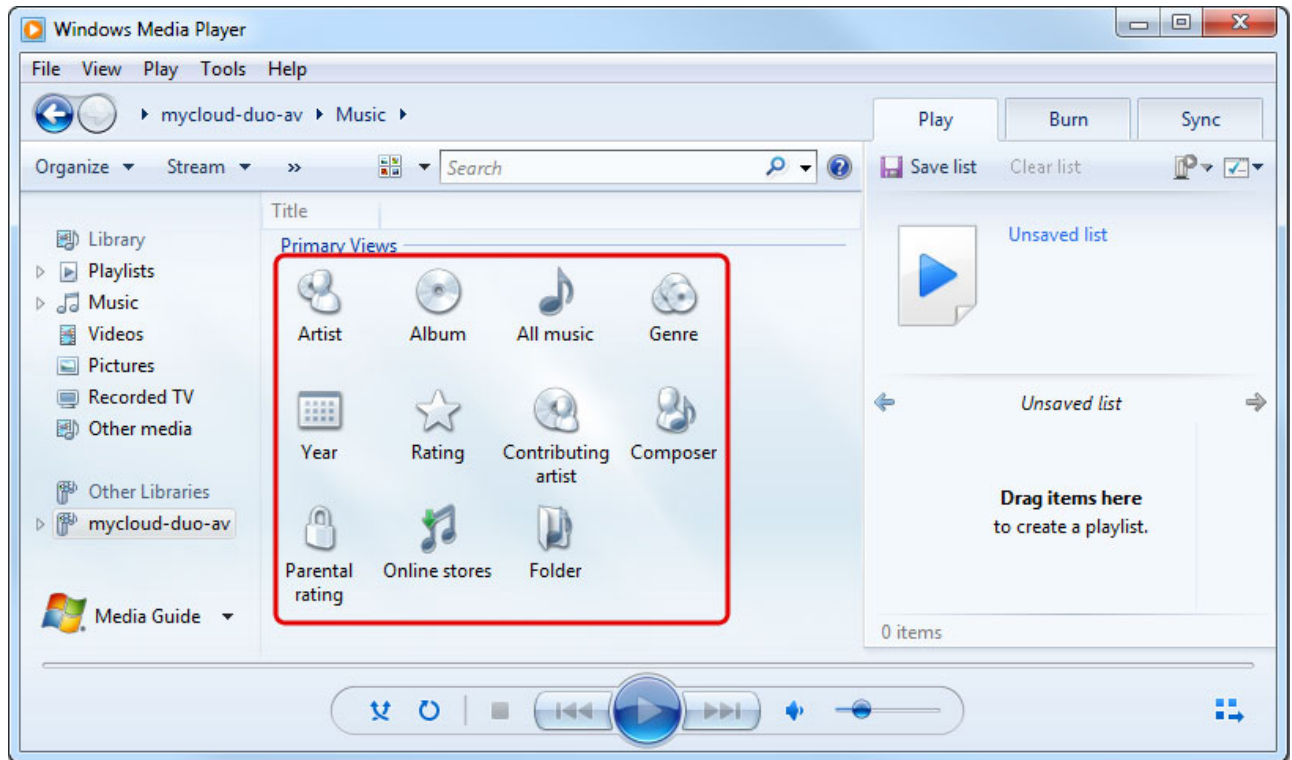 Windows Media Player
File View Play Tools Help
mycloud-duo-av Music
Play Burn Sync
Organize Stream » Search
Save list Clear list
Title
Primary Views
Library
Playlists
Music
Videos
Pictures
Recorded TV
Other media
Other Libraries
mycloud-duo-av
Media Guide
Artist Album All music Genre
Year Rating Contributing artist Composer
Parental rating Online stores Folder
Unsaved list
Unsaved list
Drag items here
to create a playlist.
0 items